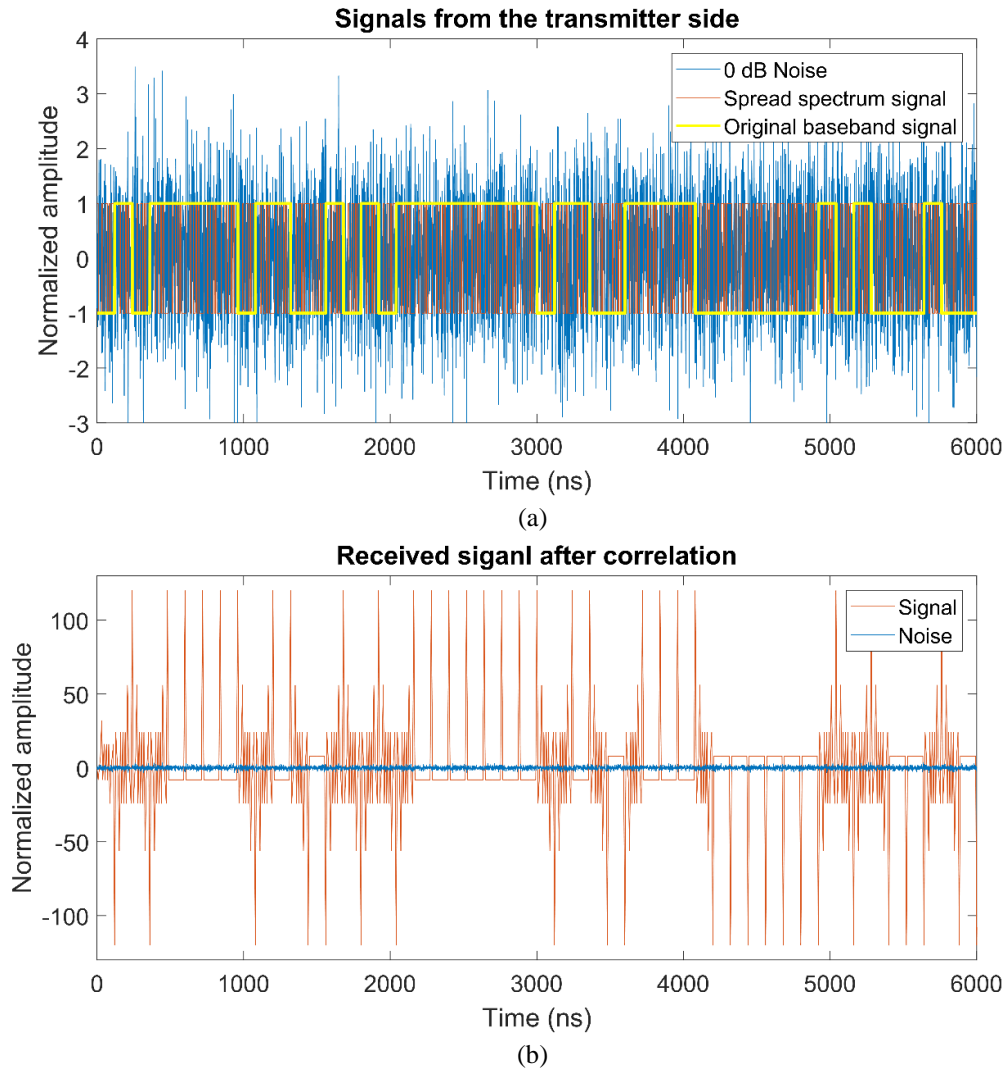 Signals from the transmitter side
4
3
2
1
0
-1
-2
-3
Normalized amplitude
0 dB Noise
Spread spectrum signal
Original baseband signal
0 1000 2000 3000 4000 5000 6000
Time (ns)
(a)
Received siganl after correlation
100
50
0
-50
-100
Normalized amplitude
Signal
Noise
0 1000 2000 3000 4000 5000 6000
Time (ns)
(b)